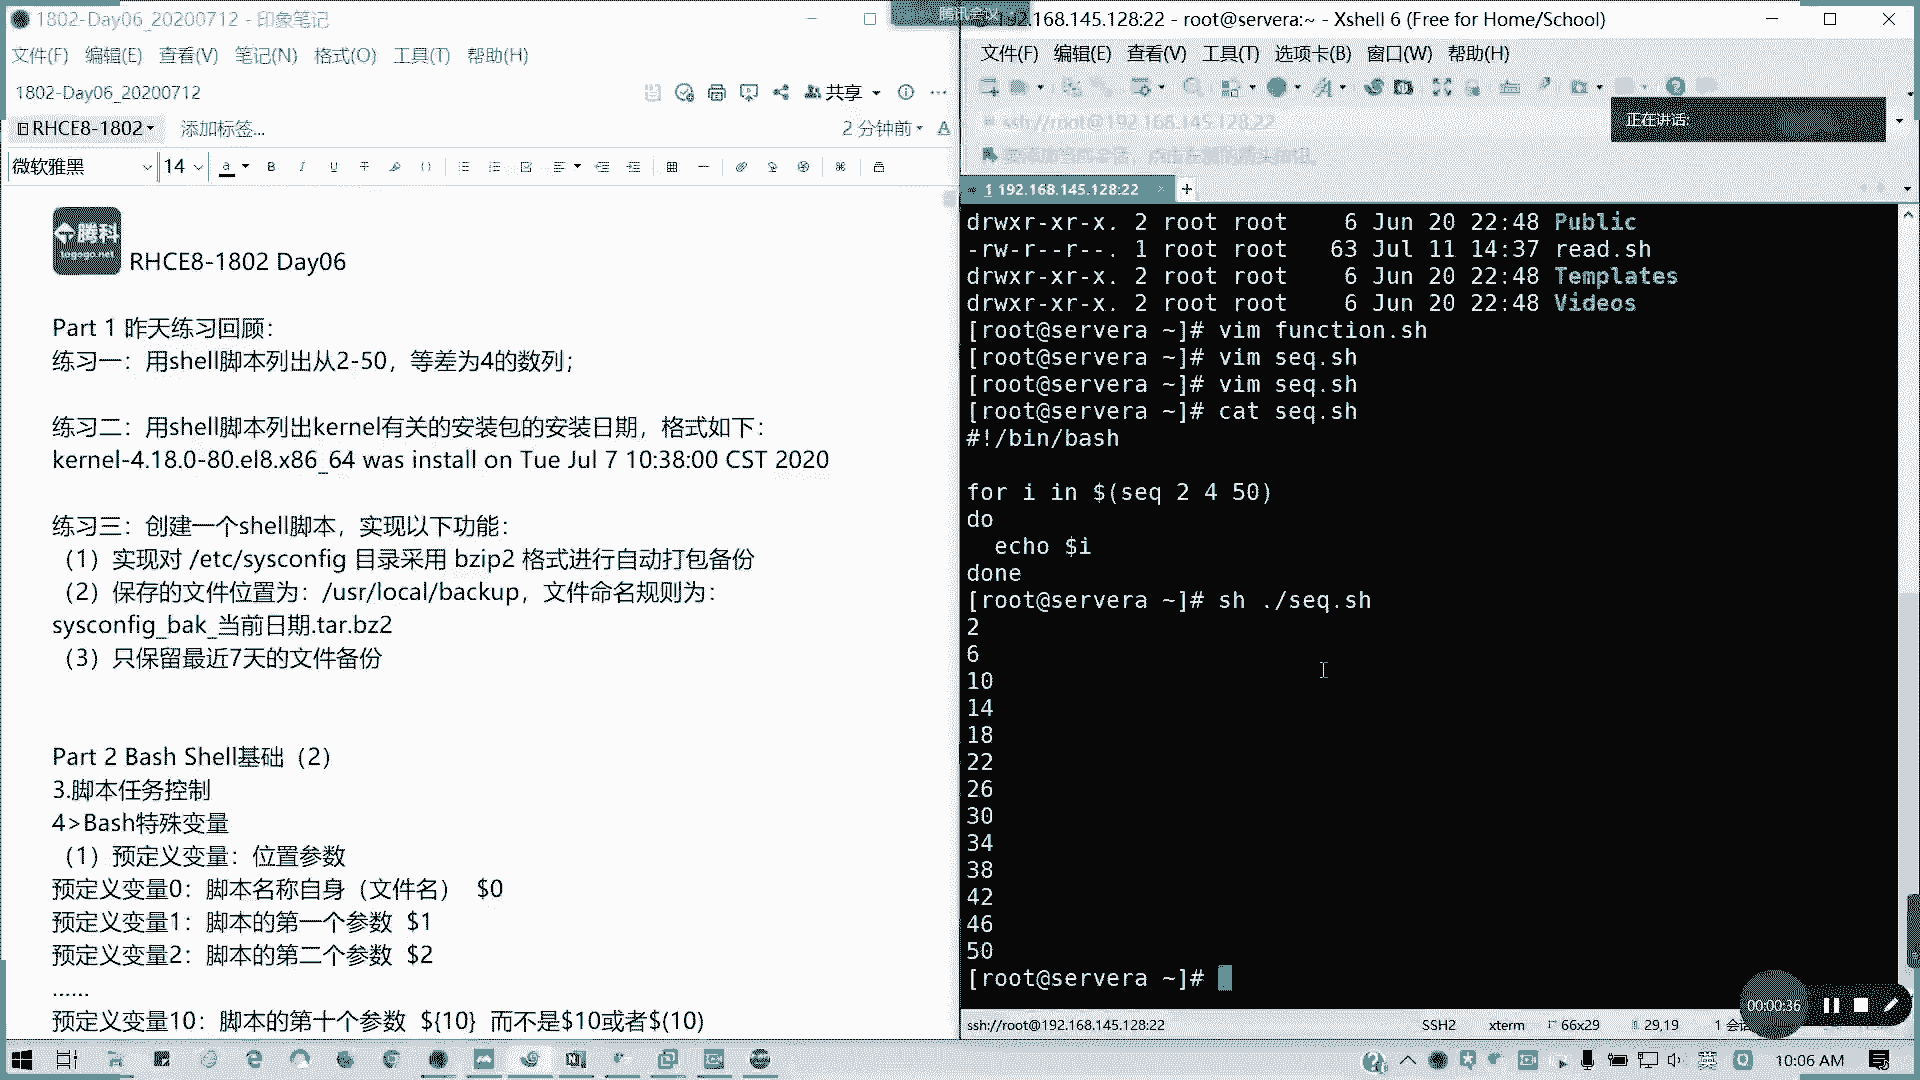 1802-Day06_20200712 - 印象笔记
文件(F) 编辑(E) 查看(V) 笔记(N) 格式(O) 工具(T) 帮助(H)
1802-Day06_20200712
共享
RHCE8-1802
添加标签...
2 分钟前
微软雅黑 14
腾科
togogo.net
RHCE8-1802 Day06
Part 1 昨天练习回顾：
练习一：用shell脚本列出从2-50，等差为4的数列；
练习二：用shell脚本列出kernel有关的安装包的安装日期，格式如下：
kernel-4.18.0-80.el8.x86_64 was install on Tue Jul 7 10:38:00 CST 2020
练习三：创建一个shell脚本，实现以下功能：
（1）实现对 /etc/sysconfig 目录采用 bzip2 格式进行自动打包备份
（2）保存的文件位置为：/usr/local/backup，文件命名规则为：
sysconfig_bak_当前日期.tar.bz2
（3）只保留最近7天的文件备份
Part 2 Bash Shell基础（2）
3.脚本任务控制
4>Bash特殊变量
（1）预定义变量：位置参数
预定义变量0：脚本名称自身（文件名） $0
预定义变量1：脚本的第一个参数 $1
预定义变量2：脚本的第二个参数 $2
......
预定义变量10：脚本的第十个参数 ${10} 而不是$10或者$(10)
腾讯会议
192.168.145.128:22 - root@servera:~ - Xshell 6 (Free for Home/School)
文件(F) 编辑(E) 查看(V) 工具(T) 选项卡(B) 窗口(W) 帮助(H)
ssh://root@192.168.145.128:22
正在讲话:
1 192.168.145.128:22
drwxr-xr-x. 2 root root    6 Jun 20 22:48 Public
-rw-r--r--. 1 root root   63 Jul 11 14:37 read.sh
drwxr-xr-x. 2 root root    6 Jun 20 22:48 Templates
drwxr-xr-x. 2 root root    6 Jun 20 22:48 Videos
[root@servera ~]# vim function.sh
[root@servera ~]# vim seq.sh
[root@servera ~]# vim seq.sh
[root@servera ~]# cat seq.sh
#!/bin/bash
for i in $(seq 2 4 50)
do
  echo $i
done
[root@servera ~]# sh ./seq.sh
2
6
10
14
18
22
26
30
34
38
42
46
50
[root@servera ~]#
00:00:36
ssh://root@192.168.145.128:22 SSH2 xterm 66x29 29,19 1 会
英
10:06 AM